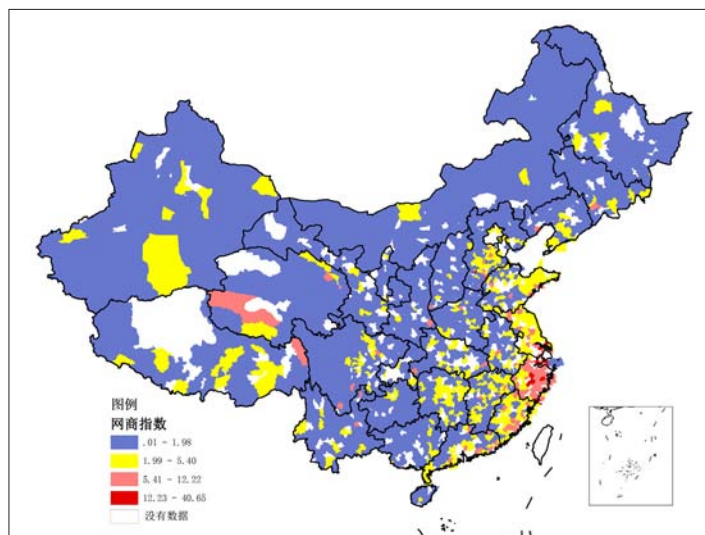 图例
网商指数
.01 - 1.98
1.99 - 5.40
5.41 - 12.22
12.23 - 40.65
没有数据